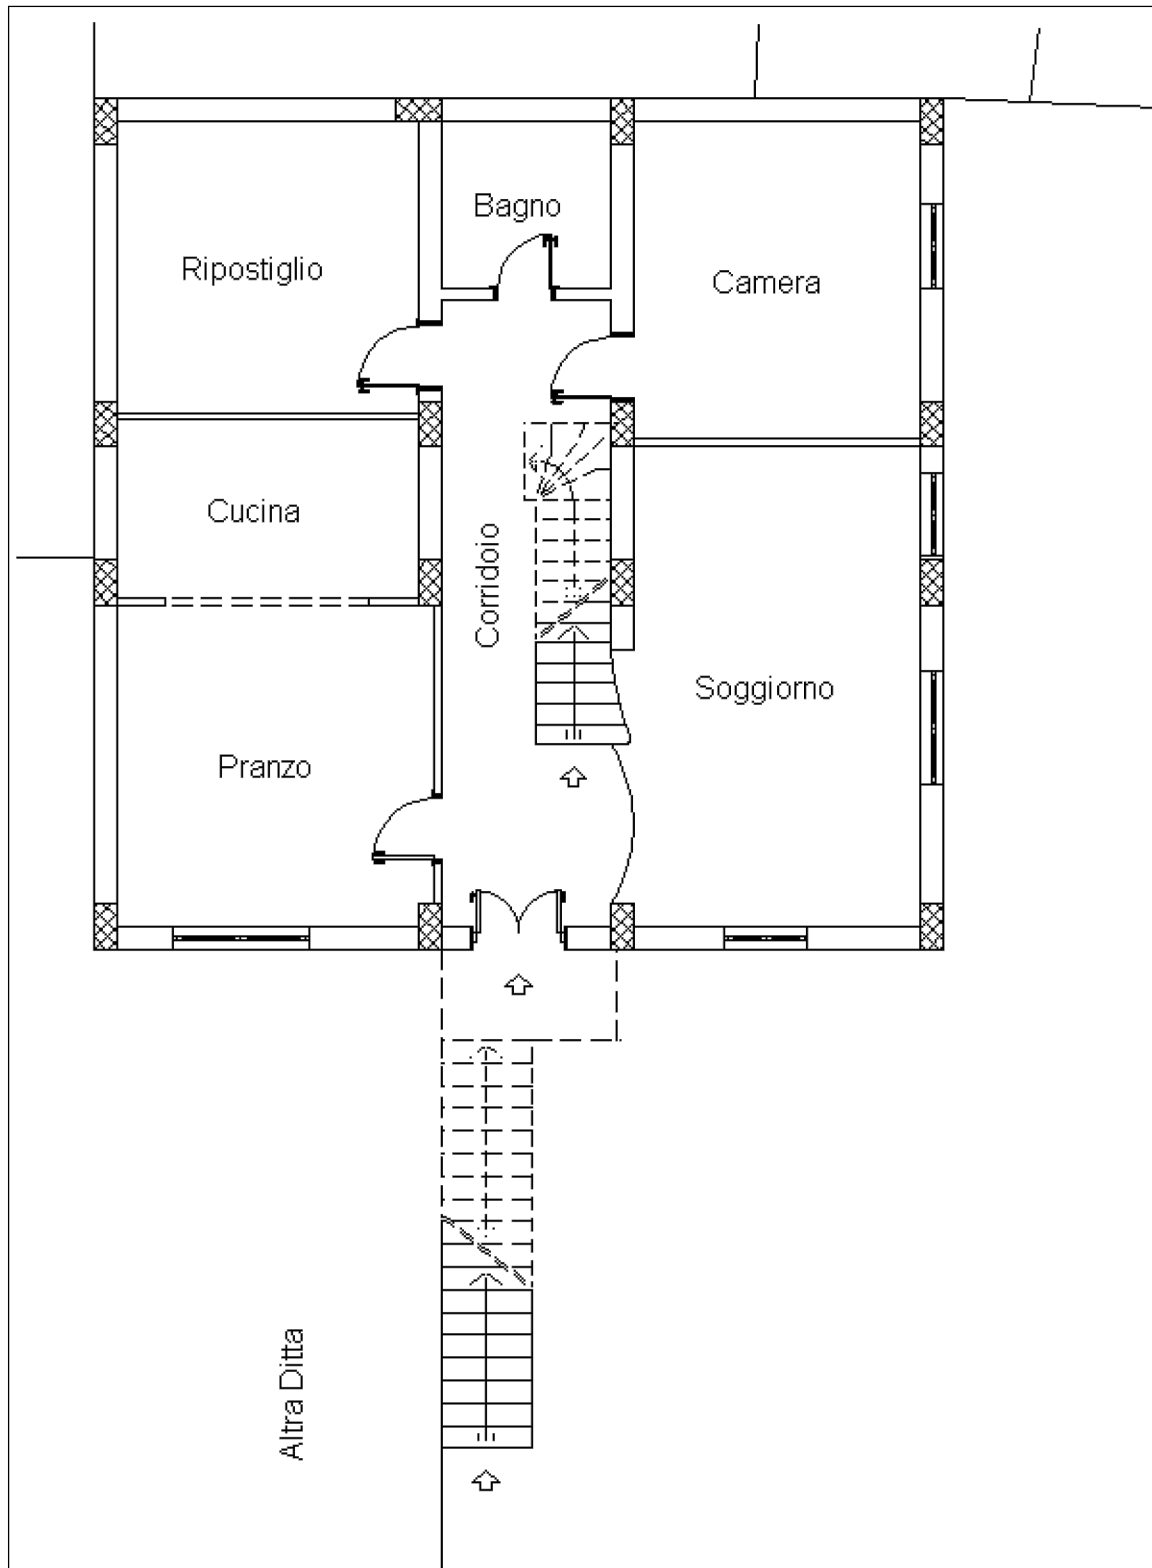 Bagno
Ripostiglio
Camera
Cucina
Corridoio
Soggiorno
Pranzo
Altra Ditta